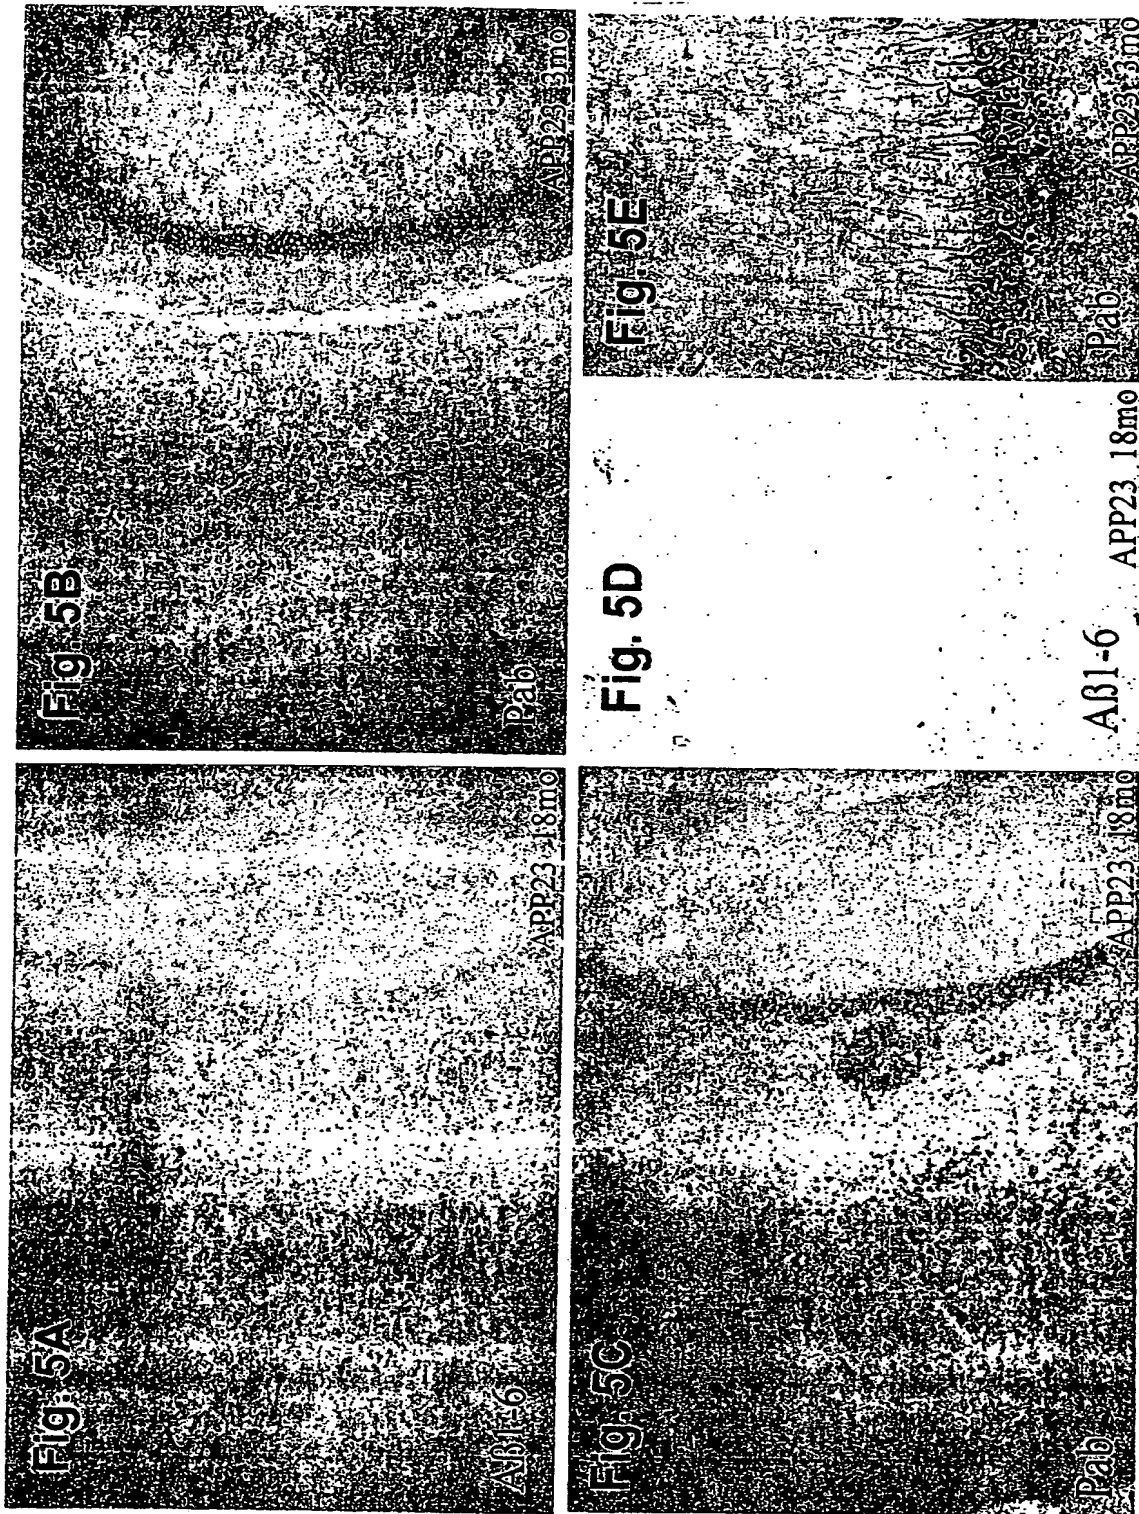 Fig. 5A
Aß1-6
APP23 18mo
Fig. 5B
Pab
APP23 3mo
Fig. 5C
Pab
APP23 18mo
Fig. 5D
Aß1-6
APP23 18mo
Fig. 5E
Pab
APP23 3mo